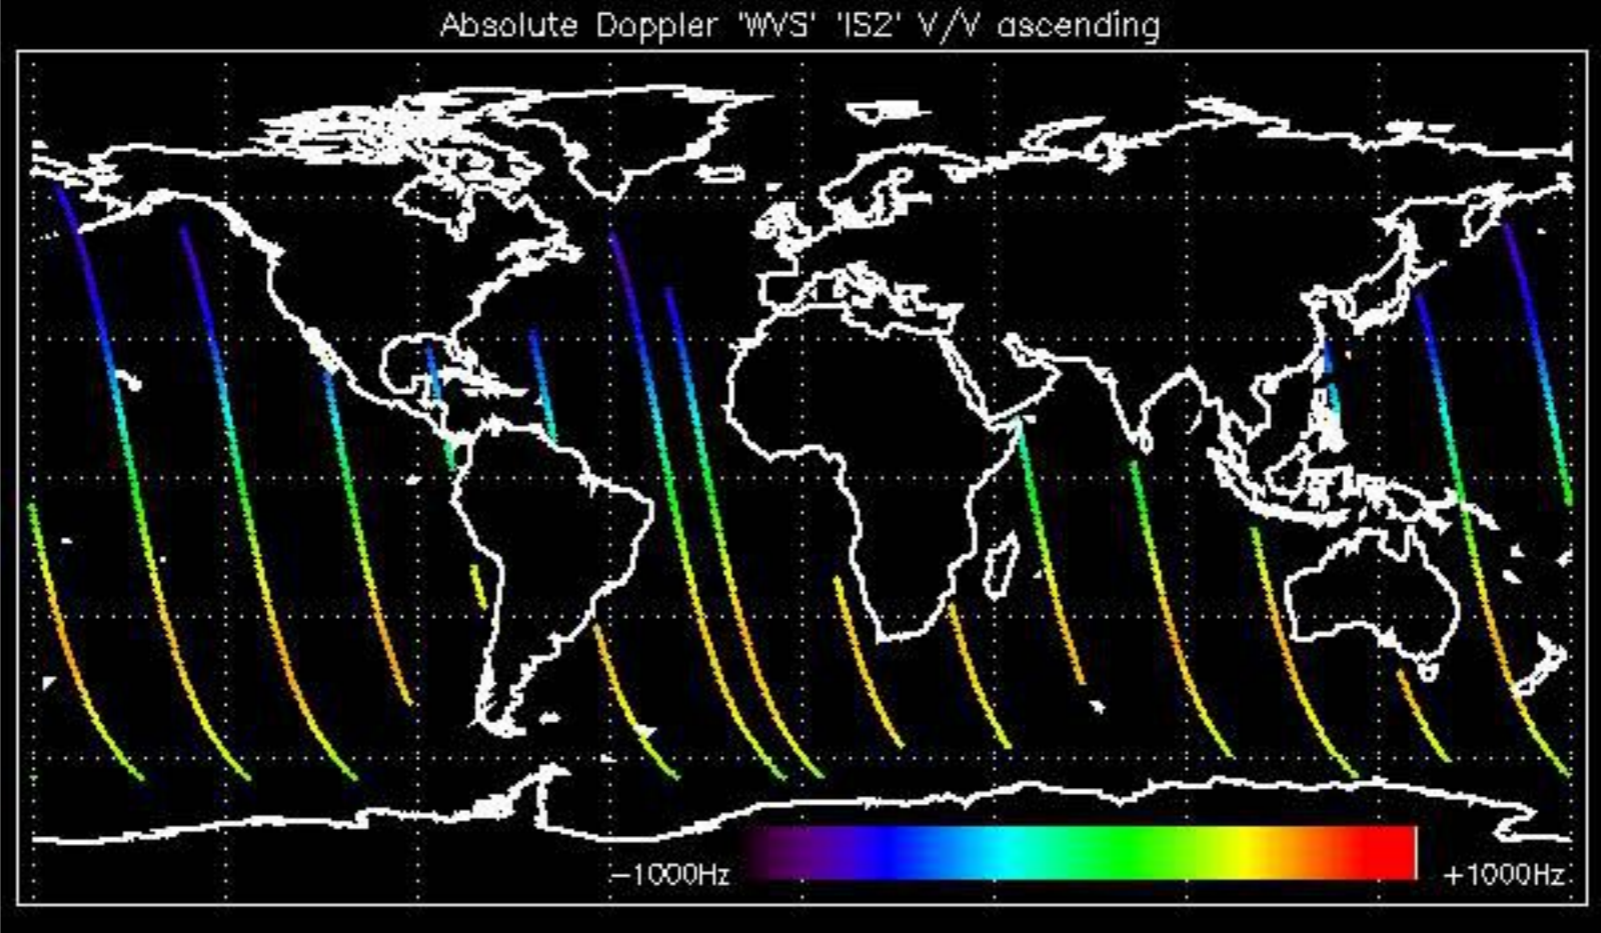 Absolute Doppler 'WVS' 'IS2' V/V ascending
-1000Hz +1000Hz